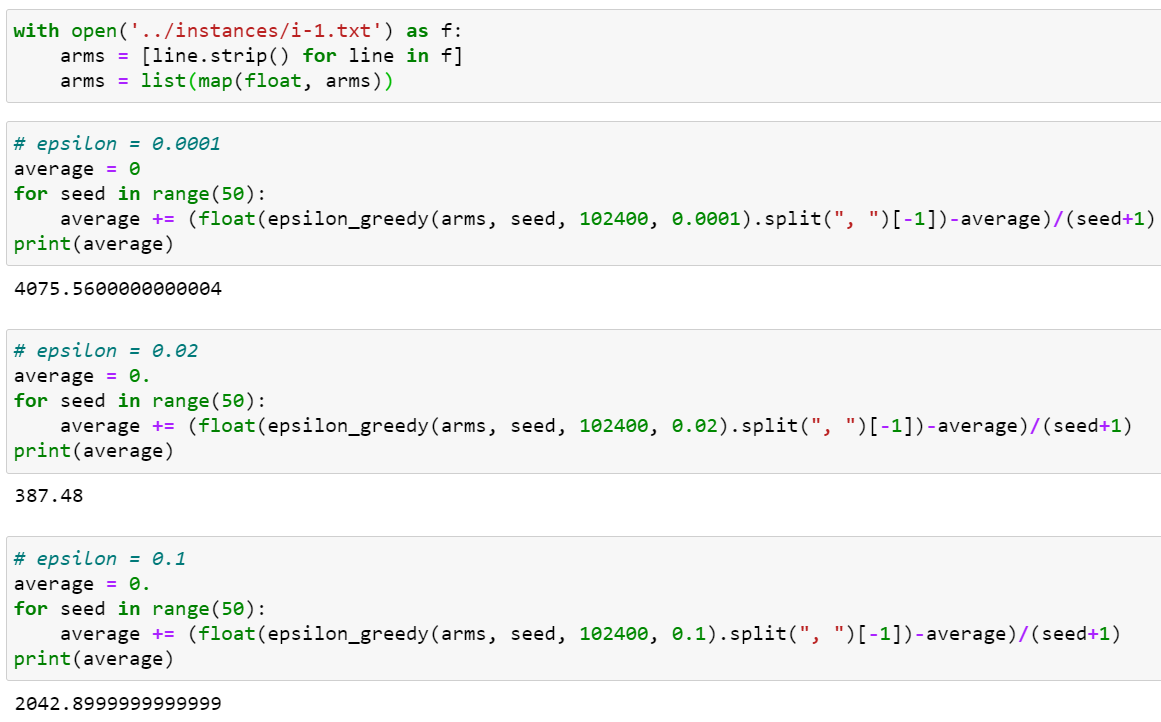 with open('../instances/i-1.txt') as f:
    arms = [line.strip() for line in f]
    arms = list(map(float, arms))
# epsilon = 0.0001
average = 0
for seed in range(50):
    average += (float(epsilon_greedy(arms, seed, 102400, 0.0001).split(", ")[-1])-average)/(seed+1)
print(average)
4075.5600000000004
# epsilon = 0.02
average = 0.
for seed in range(50):
    average += (float(epsilon_greedy(arms, seed, 102400, 0.02).split(", ")[-1])-average)/(seed+1)
print(average)
387.48
# epsilon = 0.1
average = 0.
for seed in range(50):
    average += (float(epsilon_greedy(arms, seed, 102400, 0.1).split(", ")[-1])-average)/(seed+1)
print(average)
2042.8999999999999